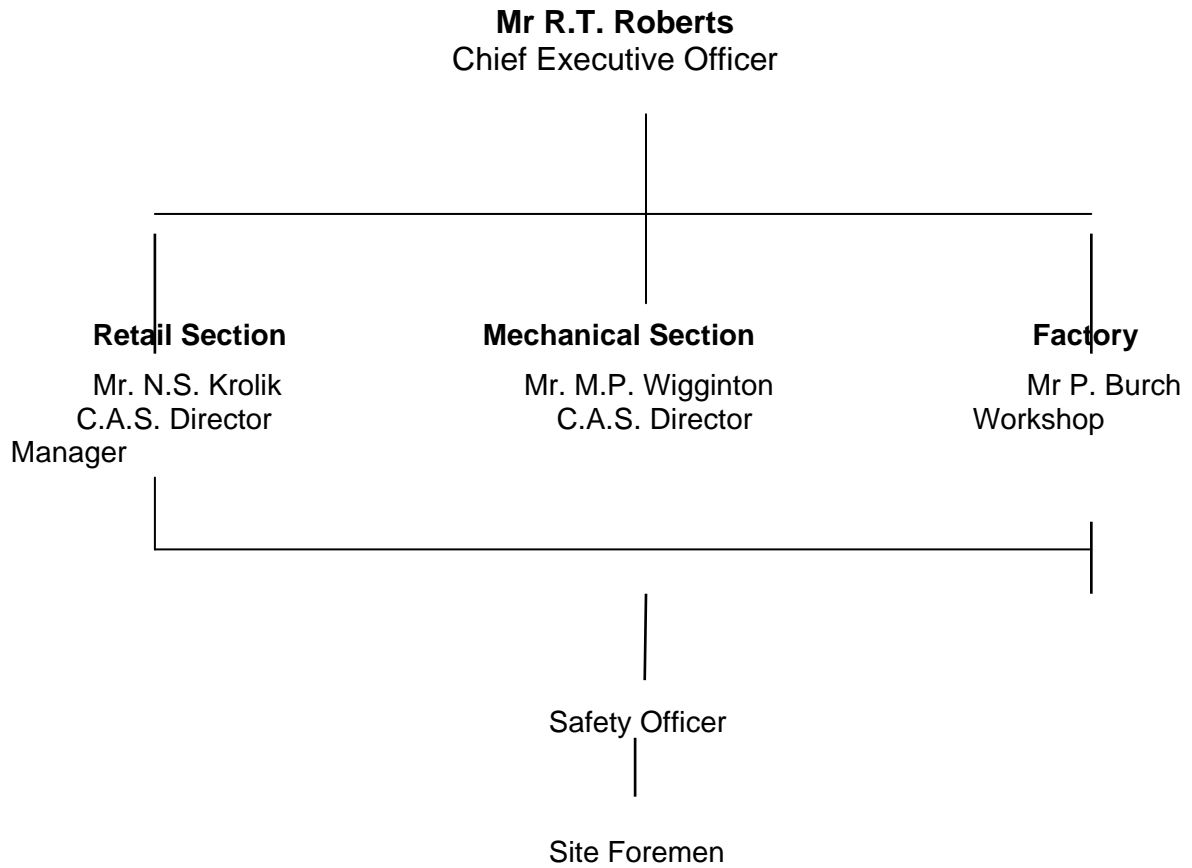 Mr R.T. Roberts
Chief Executive Officer
Retail Section Mechanical Section Factory
Mr. N.S. Krolik Mr. M.P. Wigginton Mr P. Burch
C.A.S. Director C.A.S. Director Workshop
Manager
Safety Officer
Site Foremen